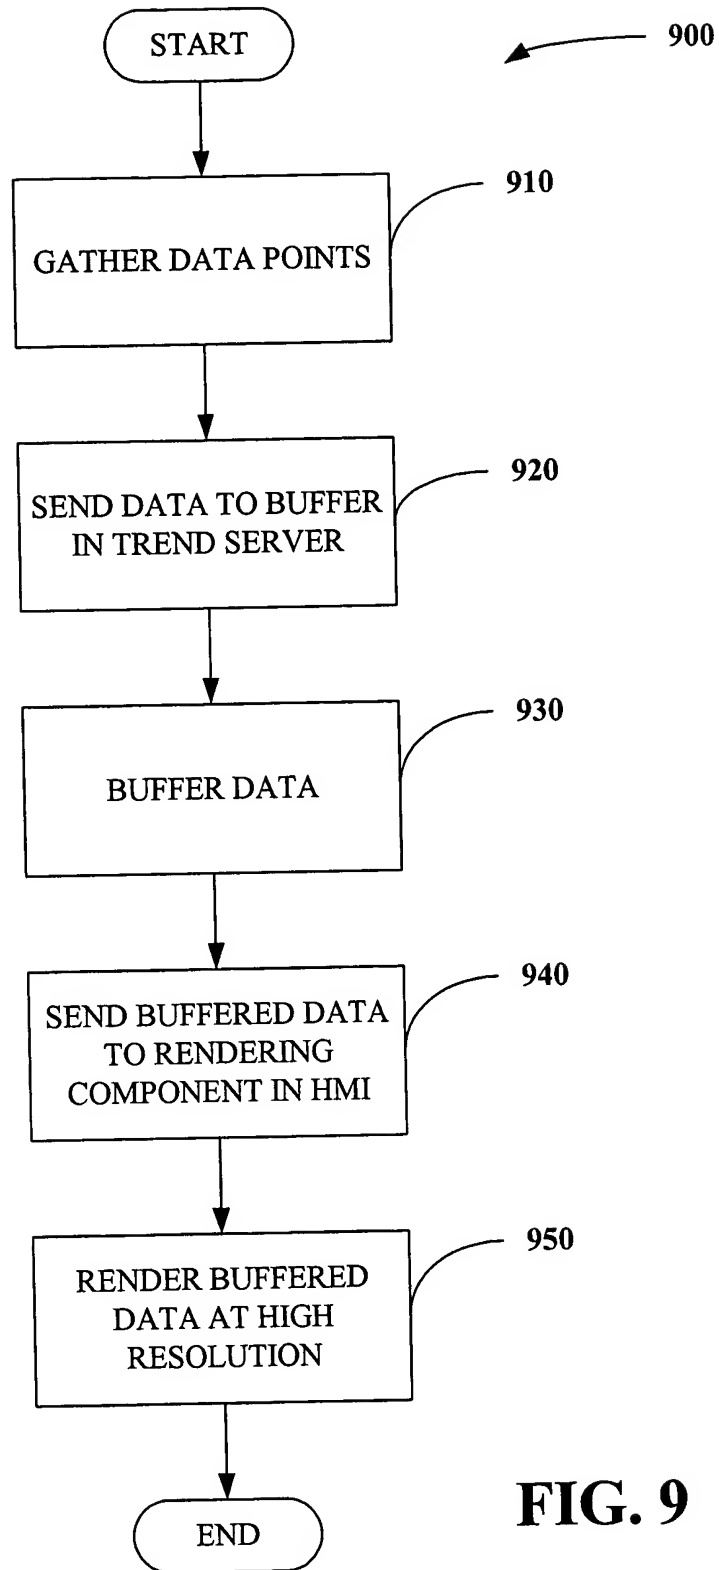 START
900
910
GATHER DATA POINTS
920
SEND DATA TO BUFFER
IN TREND SERVER
930
BUFFER DATA
940
SEND BUFFERED DATA
TO RENDERING
COMPONENT IN HMI
950
RENDER BUFFERED
DATA AT HIGH
RESOLUTION
END
FIG. 9